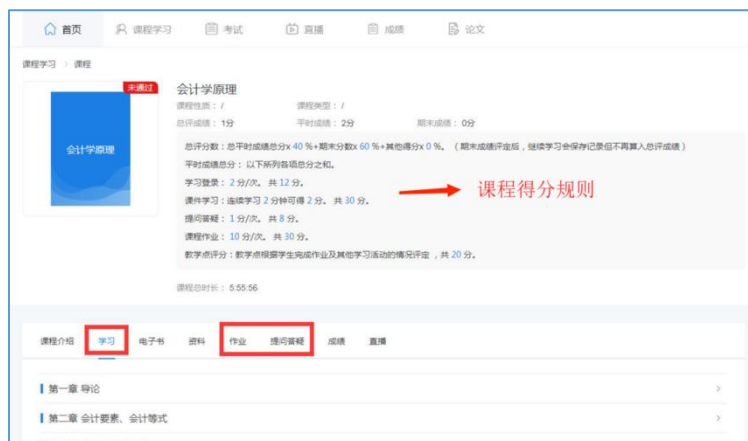 首页 课程学习 考试 直播 成绩 论文
课程学习 > 课程
未通过
会计学原理
会计学原理
课程性质： / 课程类型： /
总评成绩： 1分 平时成绩： 2分 期末成绩： 0分
总评分数：总平时成绩总分x 40 %+期末分数x 60 %+其他得分x 0 %。（期末成绩评定后，继续学习会保存记录但不再算入总评成绩）
平时成绩总分： 以下所列各项总分之和。
学习登录： 2 分/次。 共 12 分。
课件学习：连续学习 2 分钟可得 2 分。 共 30 分。
课程得分规则
提问答疑： 1 分/次。 共 8 分。
课程作业： 10 分/次。 共 30 分。
教学点评分：教学点根据学生完成作业及其他学习活动的情况评定 ，共 20 分。
课程总时长： 5:55:56
课程介绍 学习 电子书 资料 作业 提问答疑 成绩 直播
第一章 导论
第二章 会计要素、会计等式